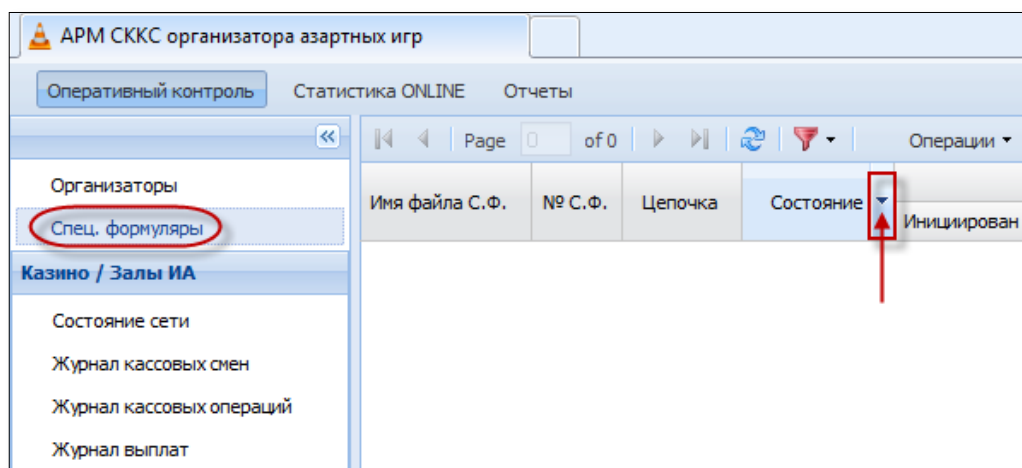 АРМ СККС организатора азартных игр
Оперативный контроль Статистика ONLINE Отчеты
Page 0 of 0 Операции
Организаторы
Спец. формуляры
Имя файла С.Ф. № С.Ф. Цепочка Состояние
Инициирован
Казино / Залы ИА
Состояние сети
Журнал кассовых смен
Журнал кассовых операций
Журнал выплат